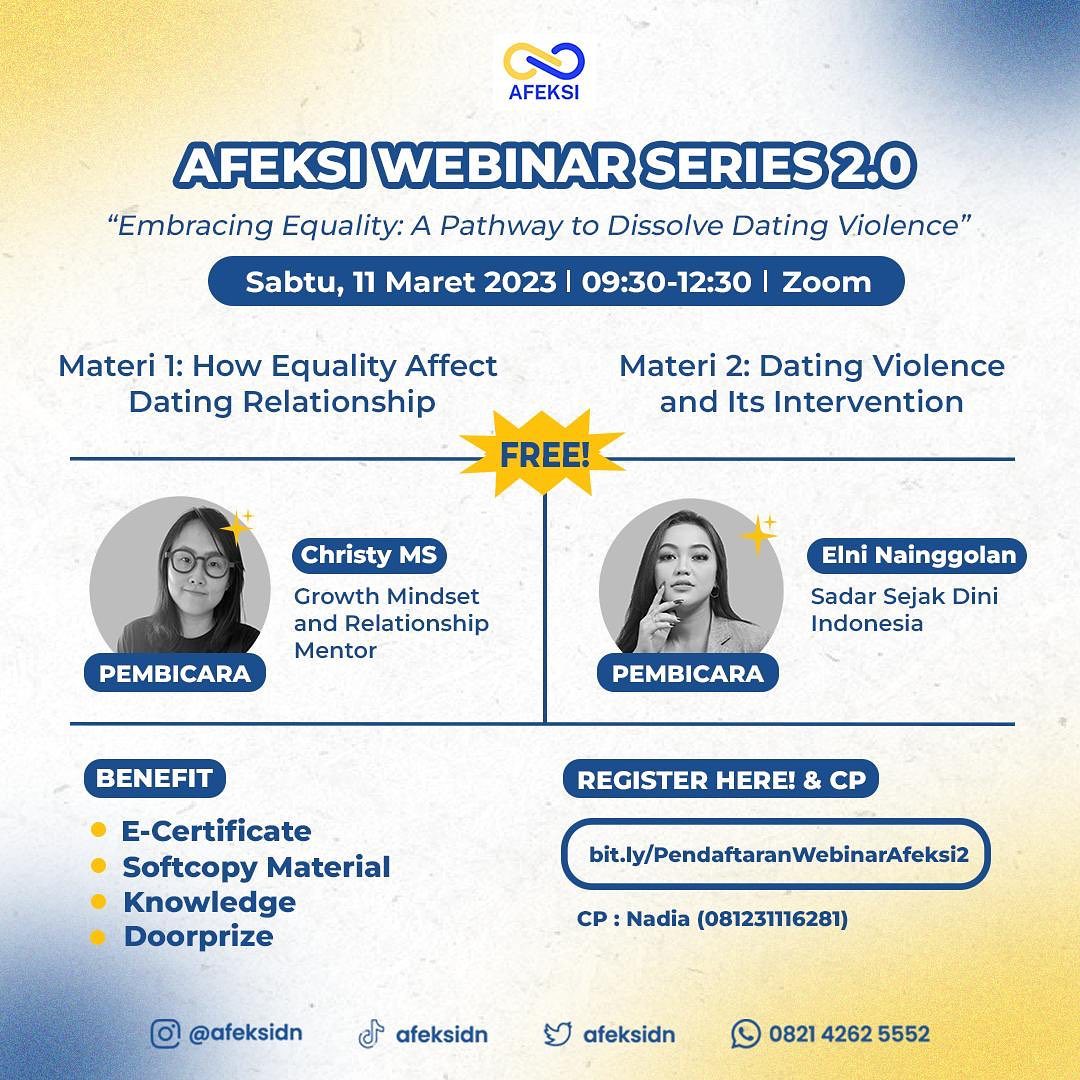 AFEKSI
AFEKSI WEBINAR SERIES 2.0
“Embracing Equality: A Pathway to Dissolve Dating Violence”
Sabtu, 11 Maret 2023 | 09:30-12:30 | Zoom
Materi 1: How Equality Affect
Dating Relationship
Materi 2: Dating Violence
and Its Intervention
FREE!
Christy MS
Growth Mindset
and Relationship
Mentor
PEMBICARA
Elni Nainggolan
Sadar Sejak Dini
Indonesia
PEMBICARA
BENEFIT
E-Certificate
Softcopy Material
Knowledge
Doorprize
REGISTER HERE! & CP
bit.ly/PendaftaranWebinarAfeksi2
CP : Nadia (081231116281)
@afeksidn
afeksidn
afeksidn
0821 4262 5552